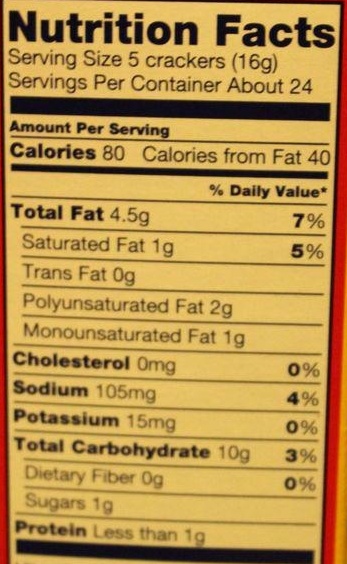 Nutrition Facts
Serving Size 5 crackers (16g)
Servings Per Container About 24
Amount Per Serving
Calories 80 Calories from Fat 40
% Daily Value*
Total Fat 4.5g 7%
Saturated Fat 1g 5%
Trans Fat 0g
Polyunsaturated Fat 2g
Monounsaturated Fat 1g
Cholesterol 0mg 0%
Sodium 105mg 4%
Potassium 15mg 0%
Total Carbohydrate 10g 3%
Dietary Fiber 0g 0%
Sugars 1g
Protein Less than 1g